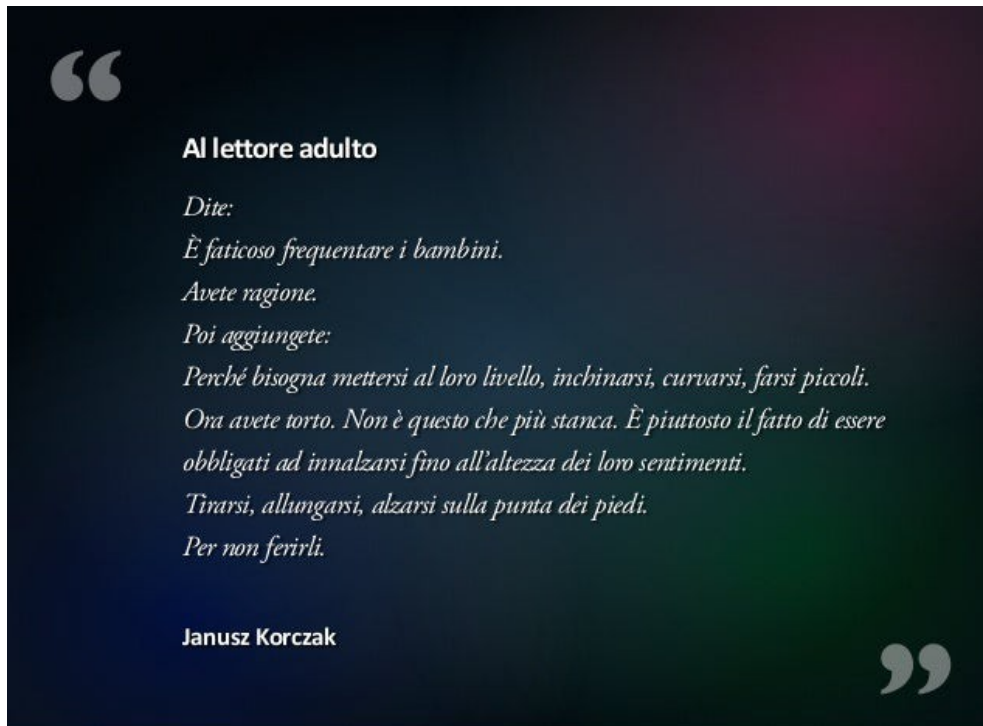 “
Al lettore adulto
Dite:
È faticoso frequentare i bambini.
Avete ragione.
Poi aggiungete:
Perché bisogna mettersi al loro livello, inchinarsi, curvarsi, farsi piccoli.
Ora avete torto. Non è questo che più stanca. È piuttosto il fatto di essere
obbligati ad innalzarsi fino all'altezza dei loro sentimenti.
Tirarsi, allungarsi, alzarsi sulla punta dei piedi.
Per non ferirli.
Janusz Korczak
”